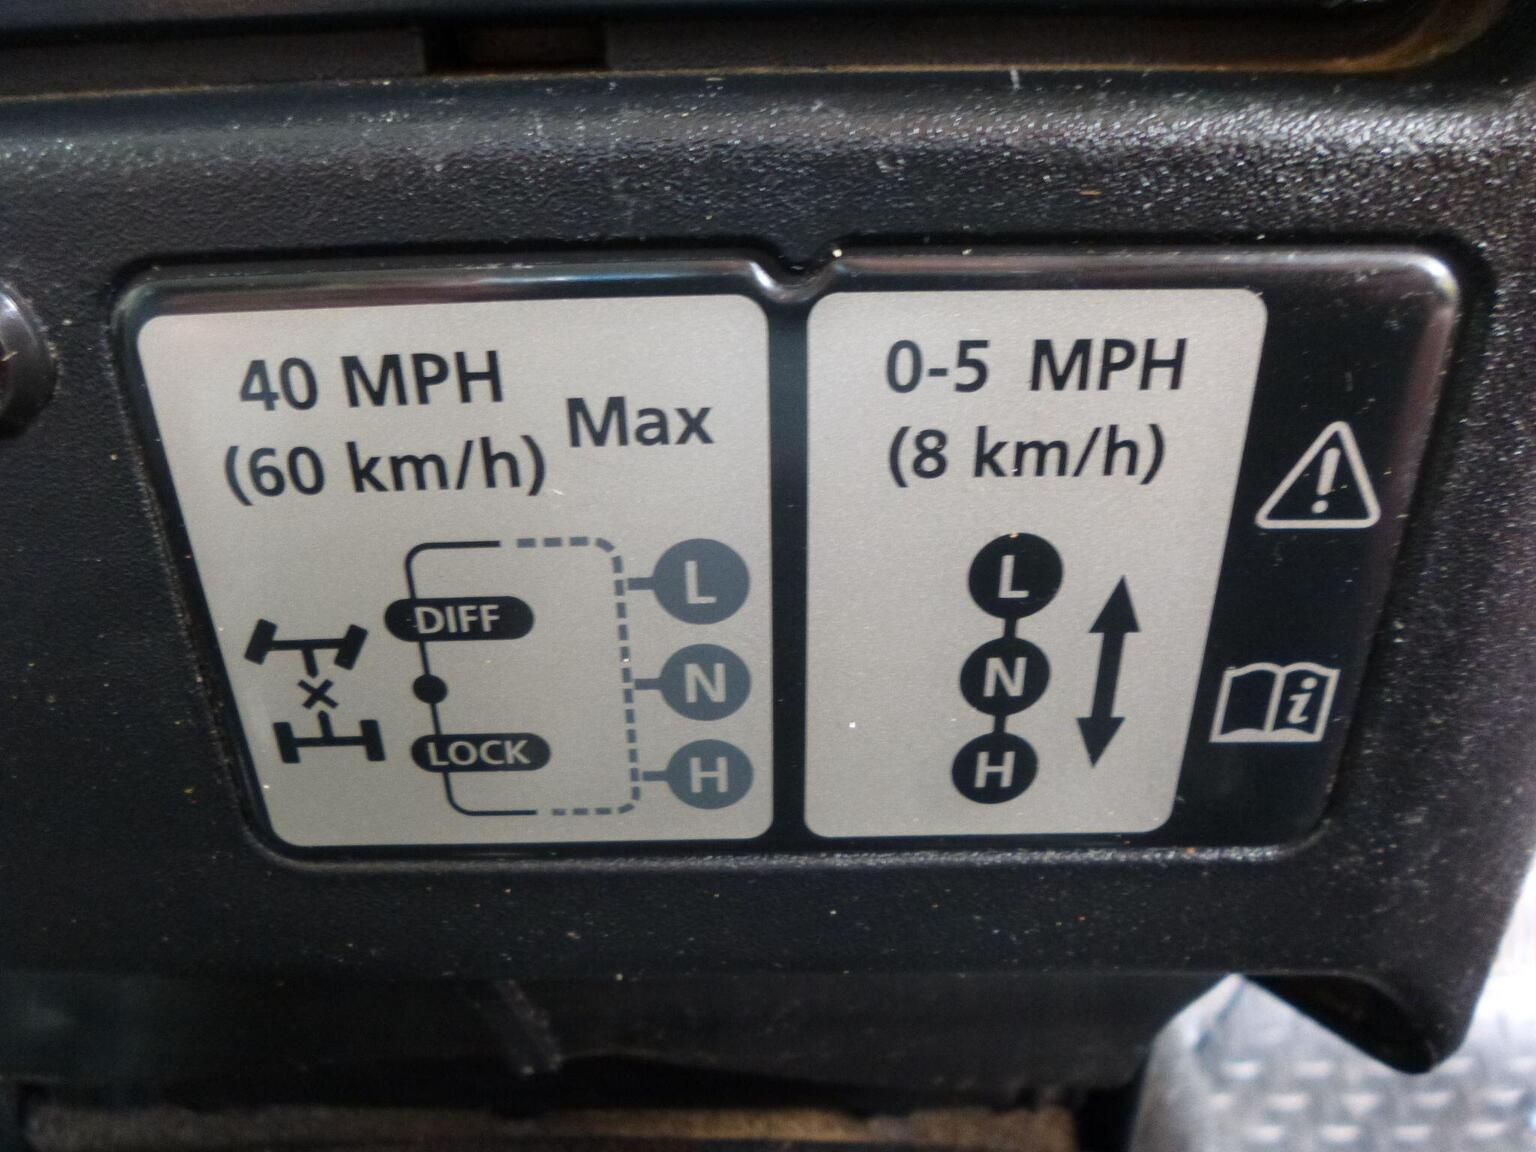 40 MPH
(60 km/h)
Max
DIFF
LOCK
L
N
H
0-5 MPH
(8 km/h)
L
N
H